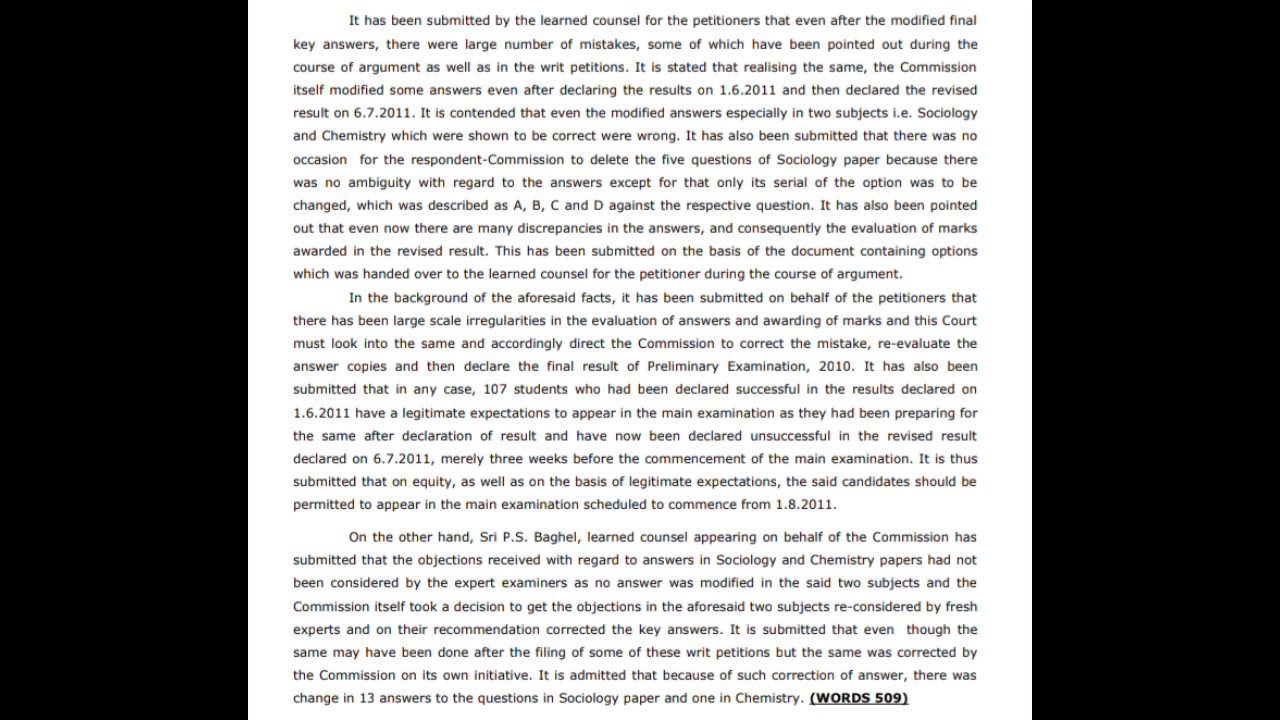 It has been submitted by the learned counsel for the petitioners that even after the modified final
key answers, there were large number of mistakes, some of which have been pointed out during the
course of argument as well as in the writ petitions. It is stated that realising the same, the Commission
itself modified some answers even after declaring the results on 1.6.2011 and then declared the revised
result on 6.7.2011. It is contended that even the modified answers especially in two subjects i.e. Sociology
and Chemistry which were shown to be correct were wrong. It has also been submitted that there was no
occasion for the respondent-Commission to delete the five questions of Sociology paper because there
was no ambiguity with regard to the answers except for that only its serial of the option was to be
changed, which was described as A, B, C and D against the respective question. It has also been pointed
out that even now there are many discrepancies in the answers, and consequently the evaluation of marks
awarded in the revised result. This has been submitted on the basis of the document containing options
which was handed over to the learned counsel for the petitioner during the course of argument.
In the background of the aforesaid facts, it has been submitted on behalf of the petitioners that
there has been large scale irregularities in the evaluation of answers and awarding of marks and this Court
must look into the same and accordingly direct the Commission to correct the mistake, re-evaluate the
answer copies and then declare the final result of Preliminary Examination, 2010. It has also been
submitted that in any case, 107 students who had been declared successful in the results declared on
1.6.2011 have a legitimate expectations to appear in the main examination as they had been preparing for
the same after declaration of result and have now been declared unsuccessful in the revised result
declared on 6.7.2011, merely three weeks before the commencement of the main examination. It is thus
submitted that on equity, as well as on the basis of legitimate expectations, the said candidates should be
permitted to appear in the main examination scheduled to commence from 1.8.2011.
On the other hand, Sri P.S. Baghel, learned counsel appearing on behalf of the Commission has
submitted that the objections received with regard to answers in Sociology and Chemistry papers had not
been considered by the expert examiners as no answer was modified in the said two subjects and the
Commission itself took a decision to get the objections in the aforesaid two subjects re-considered by fresh
experts and on their recommendation corrected the key answers. It is submitted that even though the
same may have been done after the filing of some of these writ petitions but the same was corrected by
the Commission on its own initiative. It is admitted that because of such correction of answer, there was
change in 13 answers to the questions in Sociology paper and one in Chemistry. (WORDS 509)